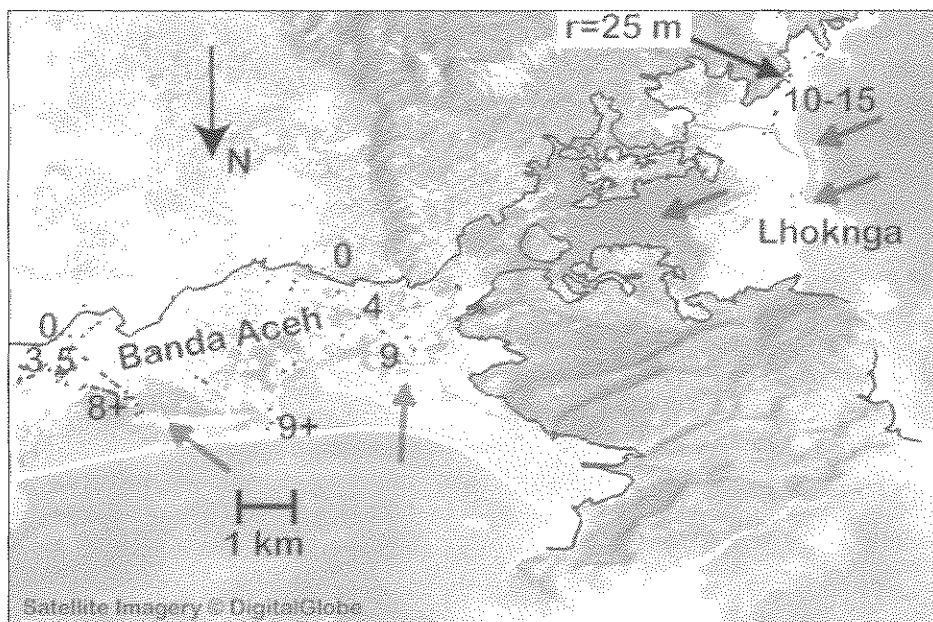 r=25 m
10-15
N
Lhoknga
0
4
0
Banda Aceh
3 5
9
8+
9+
1 km
Satellite Imagery © DigitalGlobe